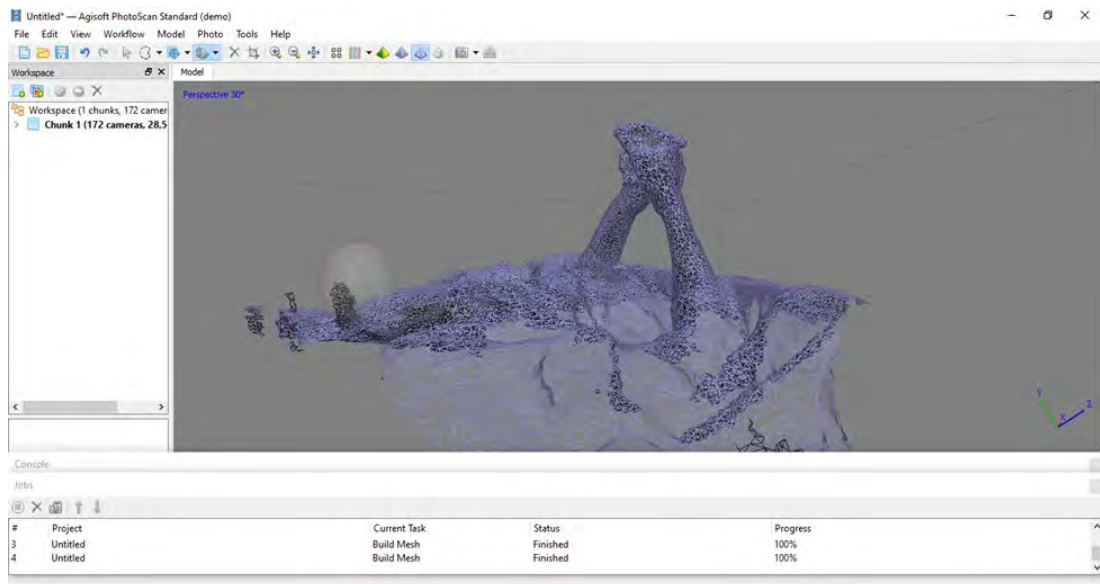 Untitled* — Agisoft PhotoScan Standard (demo)
File Edit View Workflow Model Photo Tools Help
Workspace
Model
Perspective 30°
Workspace (1 chunks, 172 camer
Chunk 1 (172 cameras, 28,5
Y
X
Z
Console
Jobs
# Project Current Task Status Progress
3 Untitled Build Mesh Finished 100%
4 Untitled Build Mesh Finished 100%